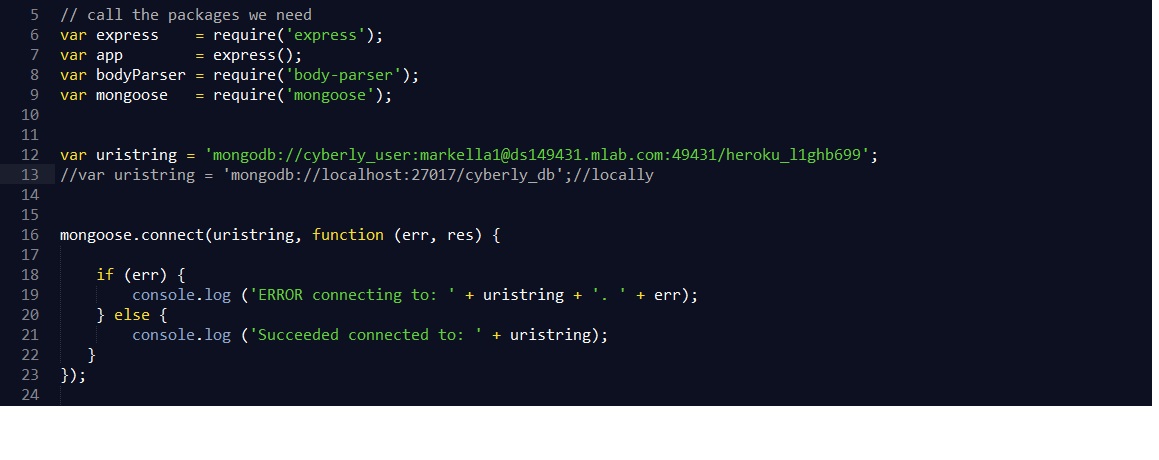 5 // call the packages we need
6 var express    = require('express');
7 var app        = express();
8 var bodyParser = require('body-parser');
9 var mongoose   = require('mongoose');
10
11
12 var uristring = 'mongodb://cyberly_user:markella1@ds149431.mlab.com:49431/heroku_l1ghb699';
13 //var uristring = 'mongodb://localhost:27017/cyberly_db';//locally
14
15
16 mongoose.connect(uristring, function (err, res) {
17
18     if (err) {
19         console.log ('ERROR connecting to: ' + uristring + '. ' + err);
20     } else {
21         console.log ('Succeeded connected to: ' + uristring);
22    }
23 });
24